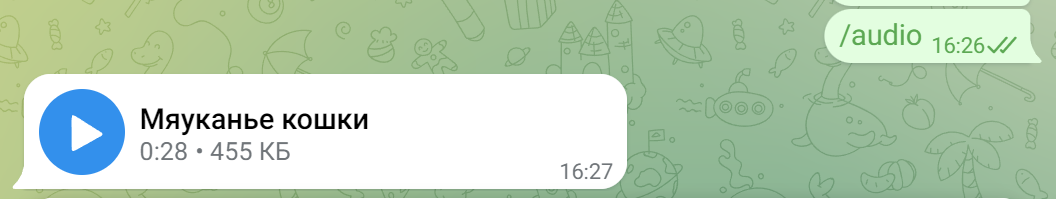 /audio 16:26
Мяуканье кошки
0:28 • 455 КБ
16:27